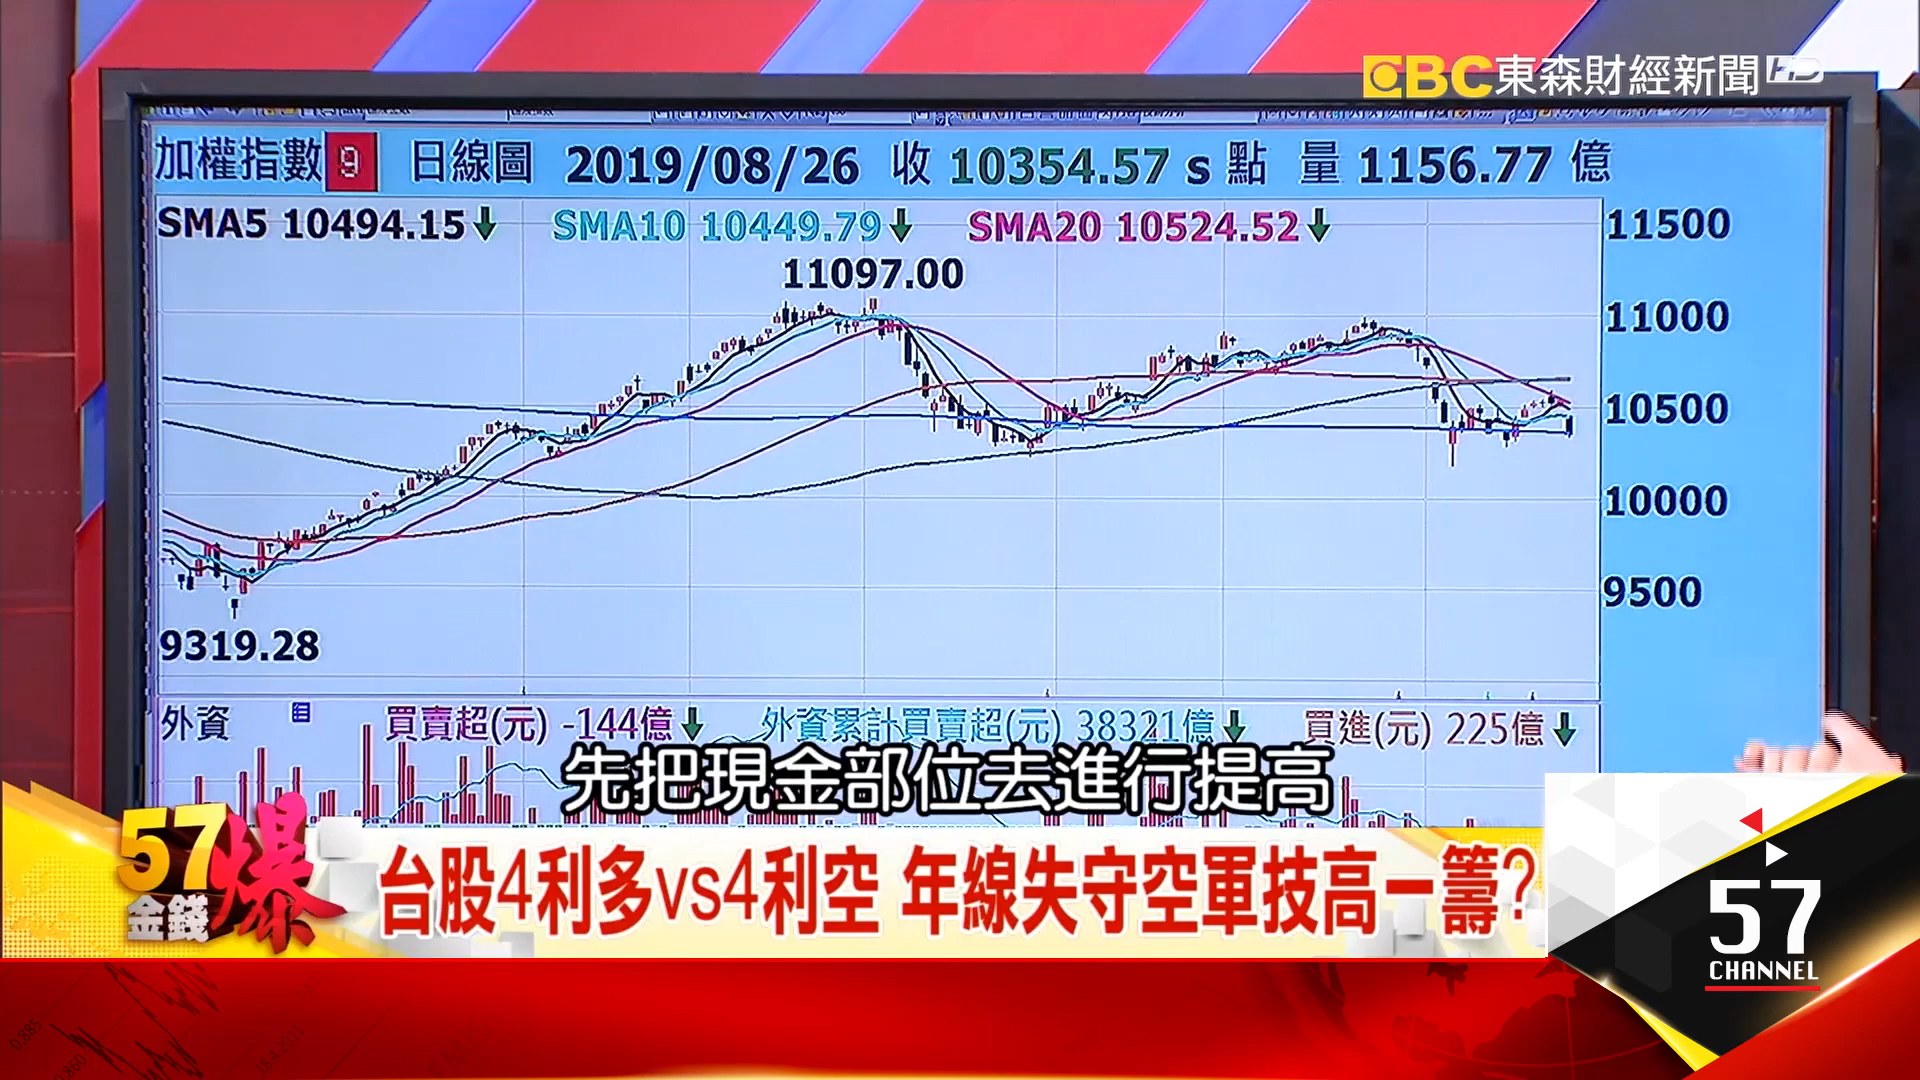 EBC東森財經新聞HD
加權指數 9 日線圖 2019/08/26 收 10354.57 s 點 量 1156.77 億
SMA5 10494.15↓ SMA10 10449.79↓ SMA20 10524.52↓
11500
11097.00
11000
10500
10000
9500
9319.28
外資 買賣超(元) -144億↓ 外資累計買賣超(元) 38321億↓ 買進(元) 225億↓
先把現金部位去進行提高
57金錢爆
台股4利多vs4利空 年線失守空軍技高一籌?
57
CHANNEL